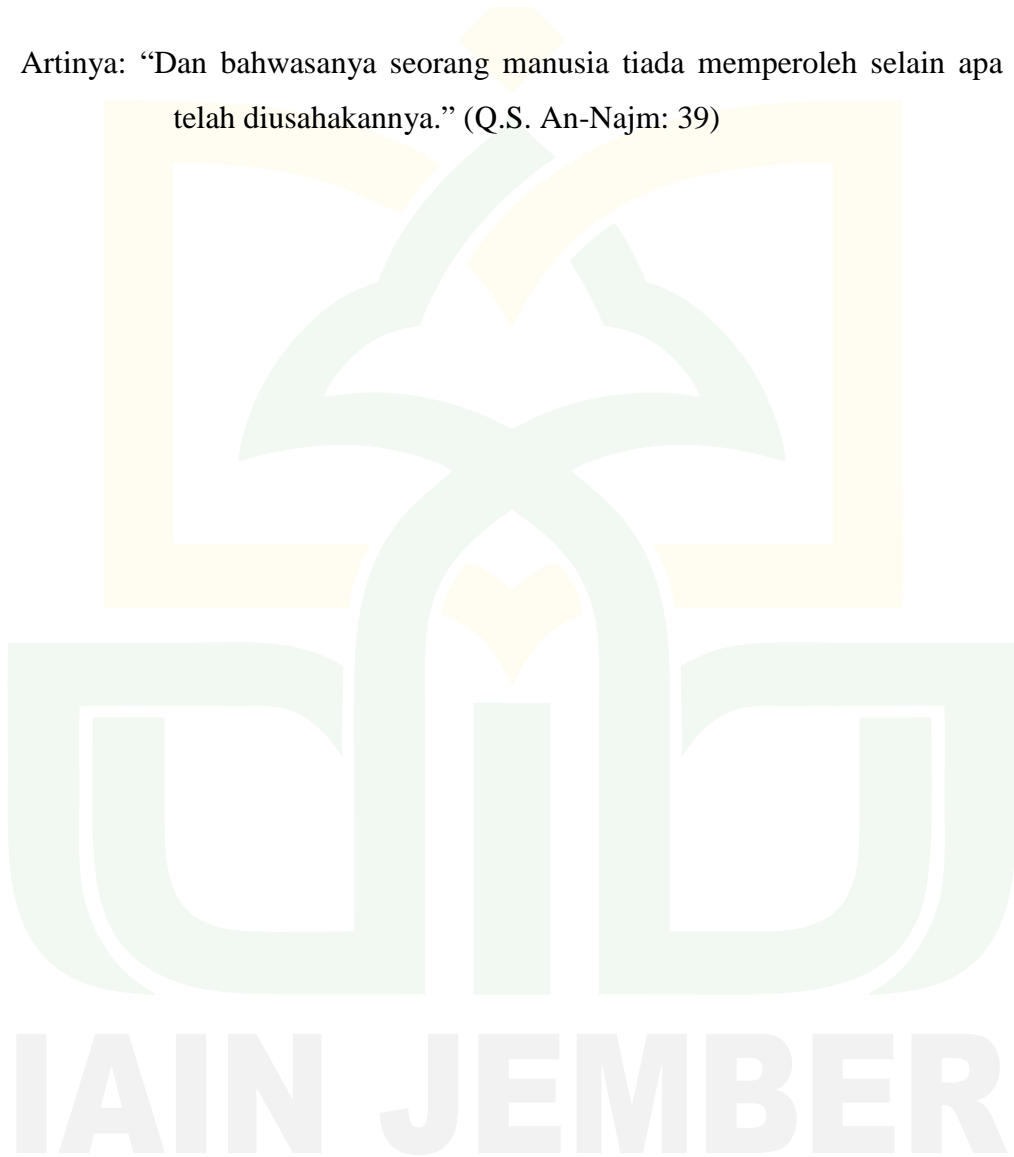 Artinya: “Dan bahwasanya seorang manusia tiada memperoleh selain apa
telah diusahakannya.” (Q.S. An-Najm: 39)
IAIN JEMBER